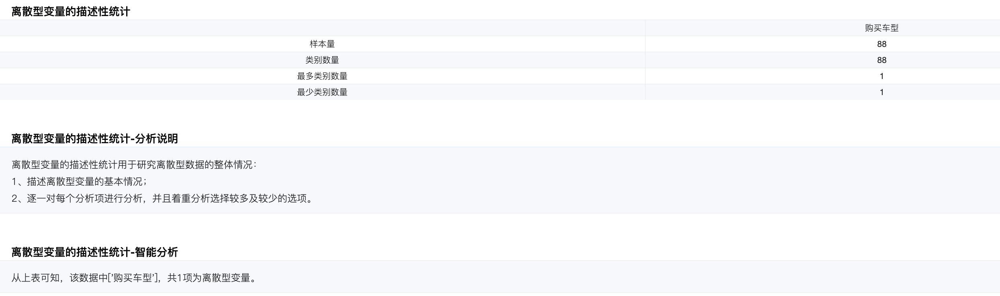 离散型变量的描述性统计
购买车型
样本量 88
类别数量 88
最多类别数量 1
最少类别数量 1
离散型变量的描述性统计-分析说明
离散型变量的描述性统计用于研究离散型数据的整体情况：
1、描述离散型变量的基本情况；
2、逐一对每个分析项进行分析，并且着重分析选择较多及较少的选项。
离散型变量的描述性统计-智能分析
从上表可知，该数据中['购买车型']，共1项为离散型变量。